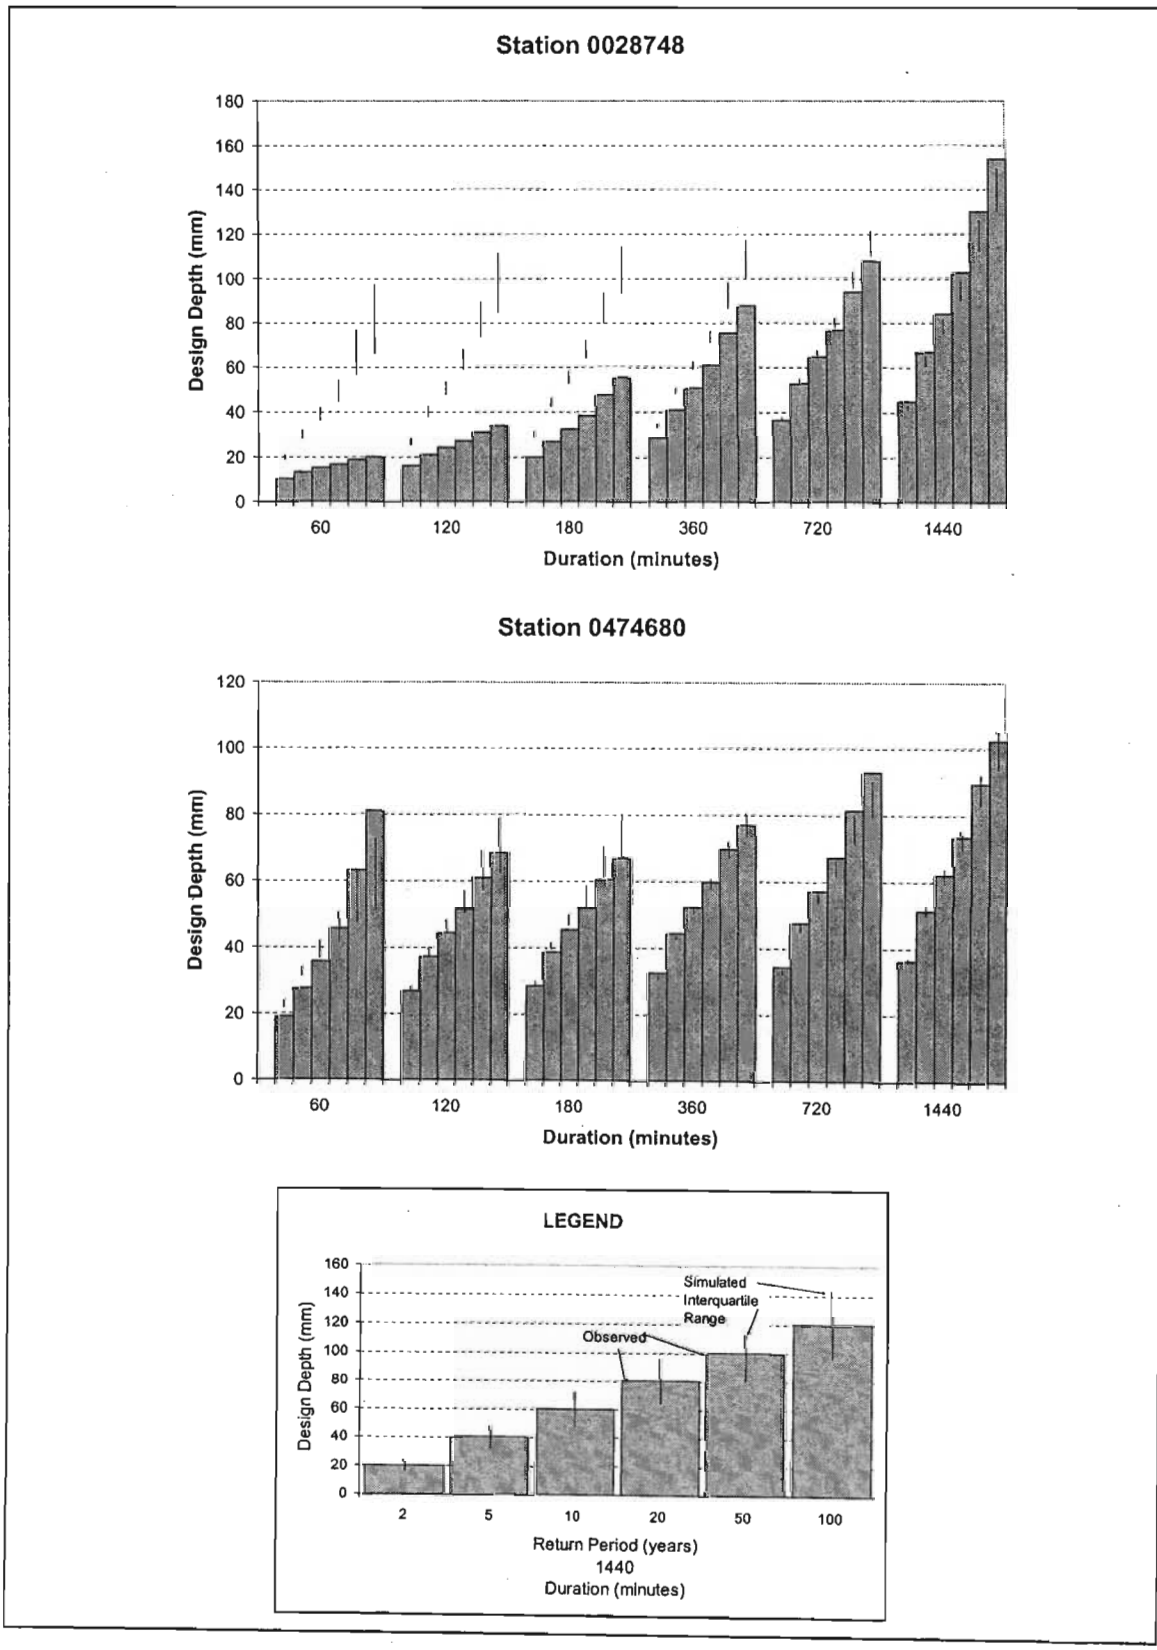 Station 0028748
180
160
140
120
100
80
60
40
20
0
Design Depth (mm)
60 120 180 360 720 1440
Duration (minutes)
Station 0474680
120
100
80
60
40
20
0
Design Depth (mm)
60 120 180 360 720 1440
Duration (minutes)
LEGEND
160
140
120
100
80
60
40
20
0
Design Depth (mm)
Simulated
Interquartile
Range
Observed
2 5 10 20 50 100
Return Period (years)
1440
Duration (minutes)